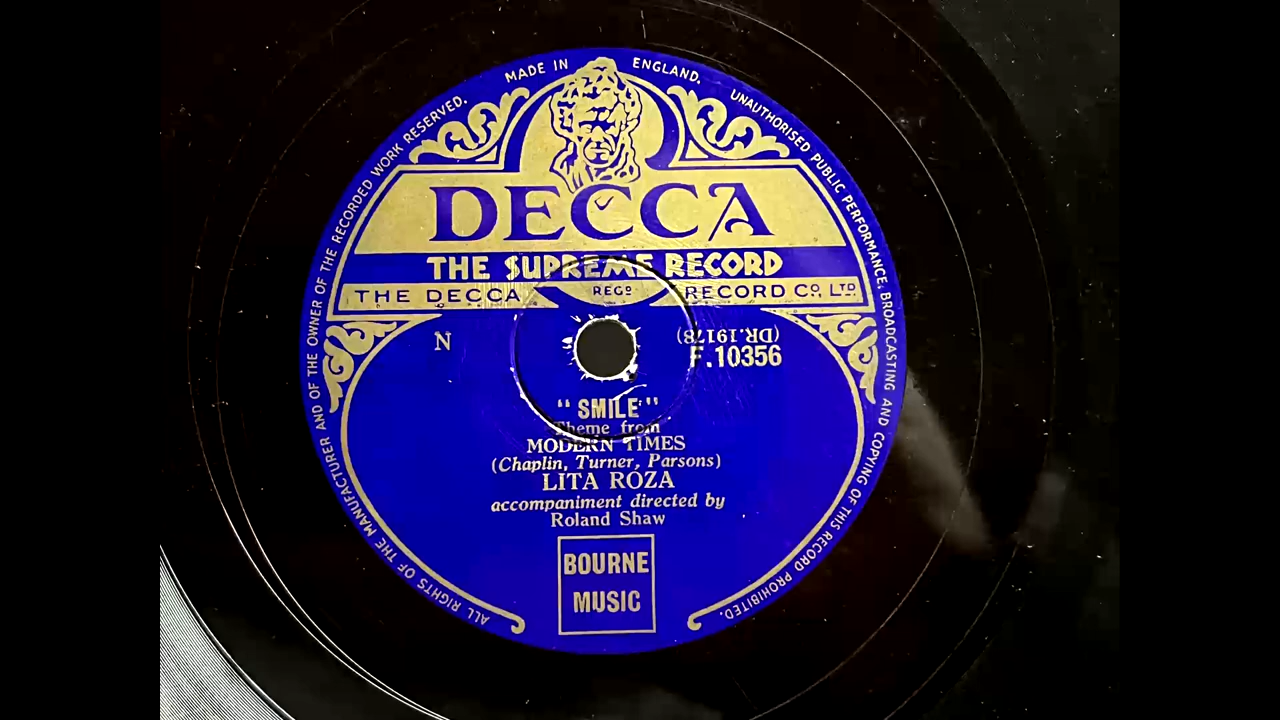 ALL RIGHTS OF THE MANUFACTURER AND OF THE OWNER OF THE RECORDED WORK RESERVED.
MADE IN ENGLAND.
UNAUTHORISED PUBLIC PERFORMANCE, BROADCASTING AND COPYING OF THIS RECORD PROHIBITED.
DECCA
THE SUPREME RECORD
THE DECCA REGD RECORD CO, LTD.
N
(DR.19178)
F.10356
"SMILE"
Theme from
MODERN TIMES
(Chaplin, Turner, Parsons)
LITA ROZA
accompaniment directed by
Roland Shaw
BOURNE
MUSIC